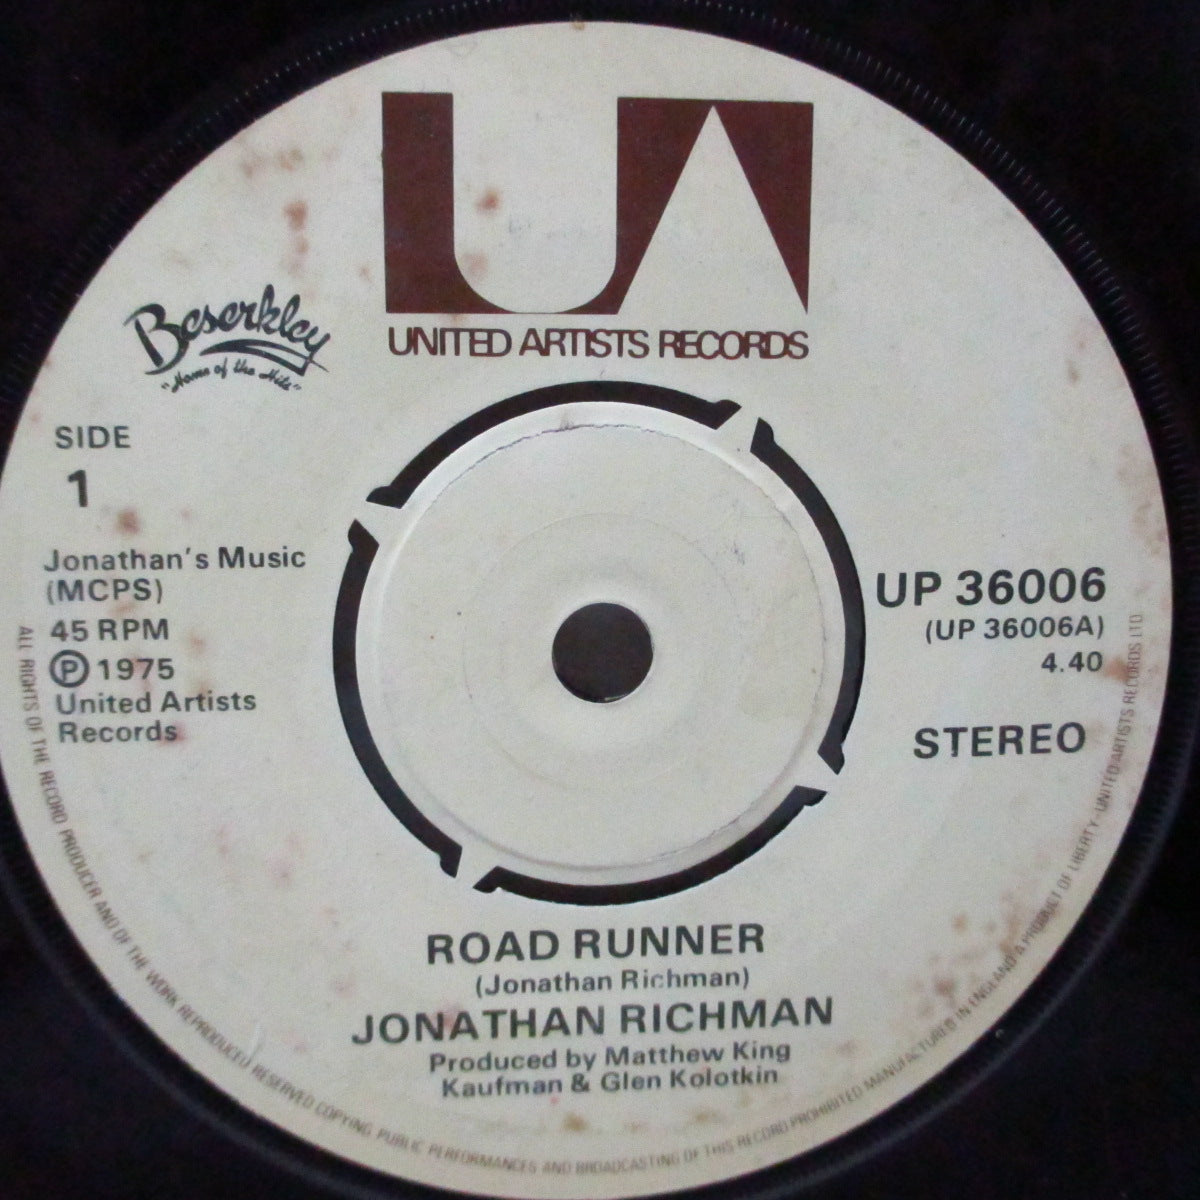 UA
UNITED ARTISTS RECORDS
Beserkley
"Home of the Hits"
SIDE
1
Jonathan's Music
(MCPS)
45 RPM
Ⓟ 1975
United Artists
Records
UP 36006
(UP 36006A)
4.40
STEREO
ROAD RUNNER
(Jonathan Richman)
JONATHAN RICHMAN
Produced by Matthew King
Kaufman & Glen Kolotkin
ALL RIGHTS OF THE RECORD PRODUCER AND OF THE WORK REPRODUCED RESERVED COPYING PUBLIC PERFORMANCES AND BROADCASTING OF THIS RECORD PROHIBITED MANUFACTURED IN ENGLAND A PRODUCT OF LIBERTY-UNITED ARTISTS RECORDS LTD